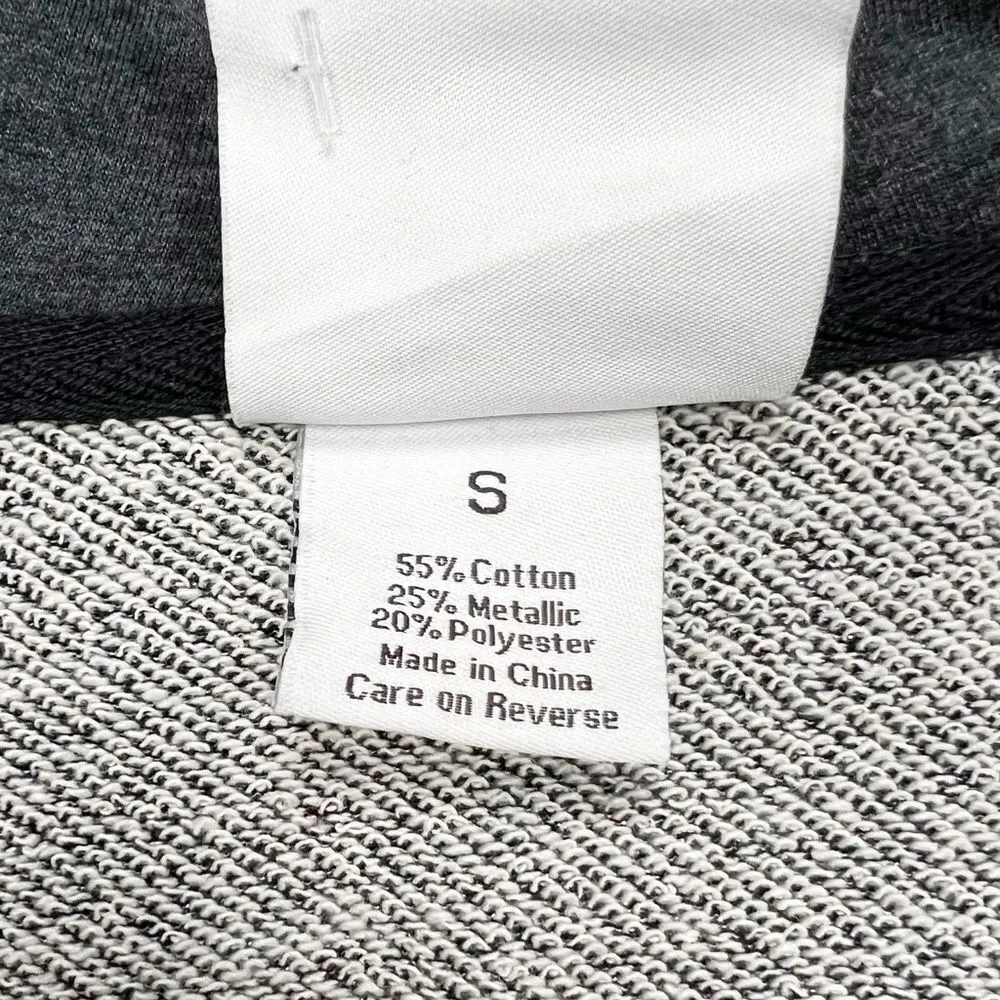 S
55% Cotton
25% Metallic
20% Polyester
Made in China
Care on Reverse